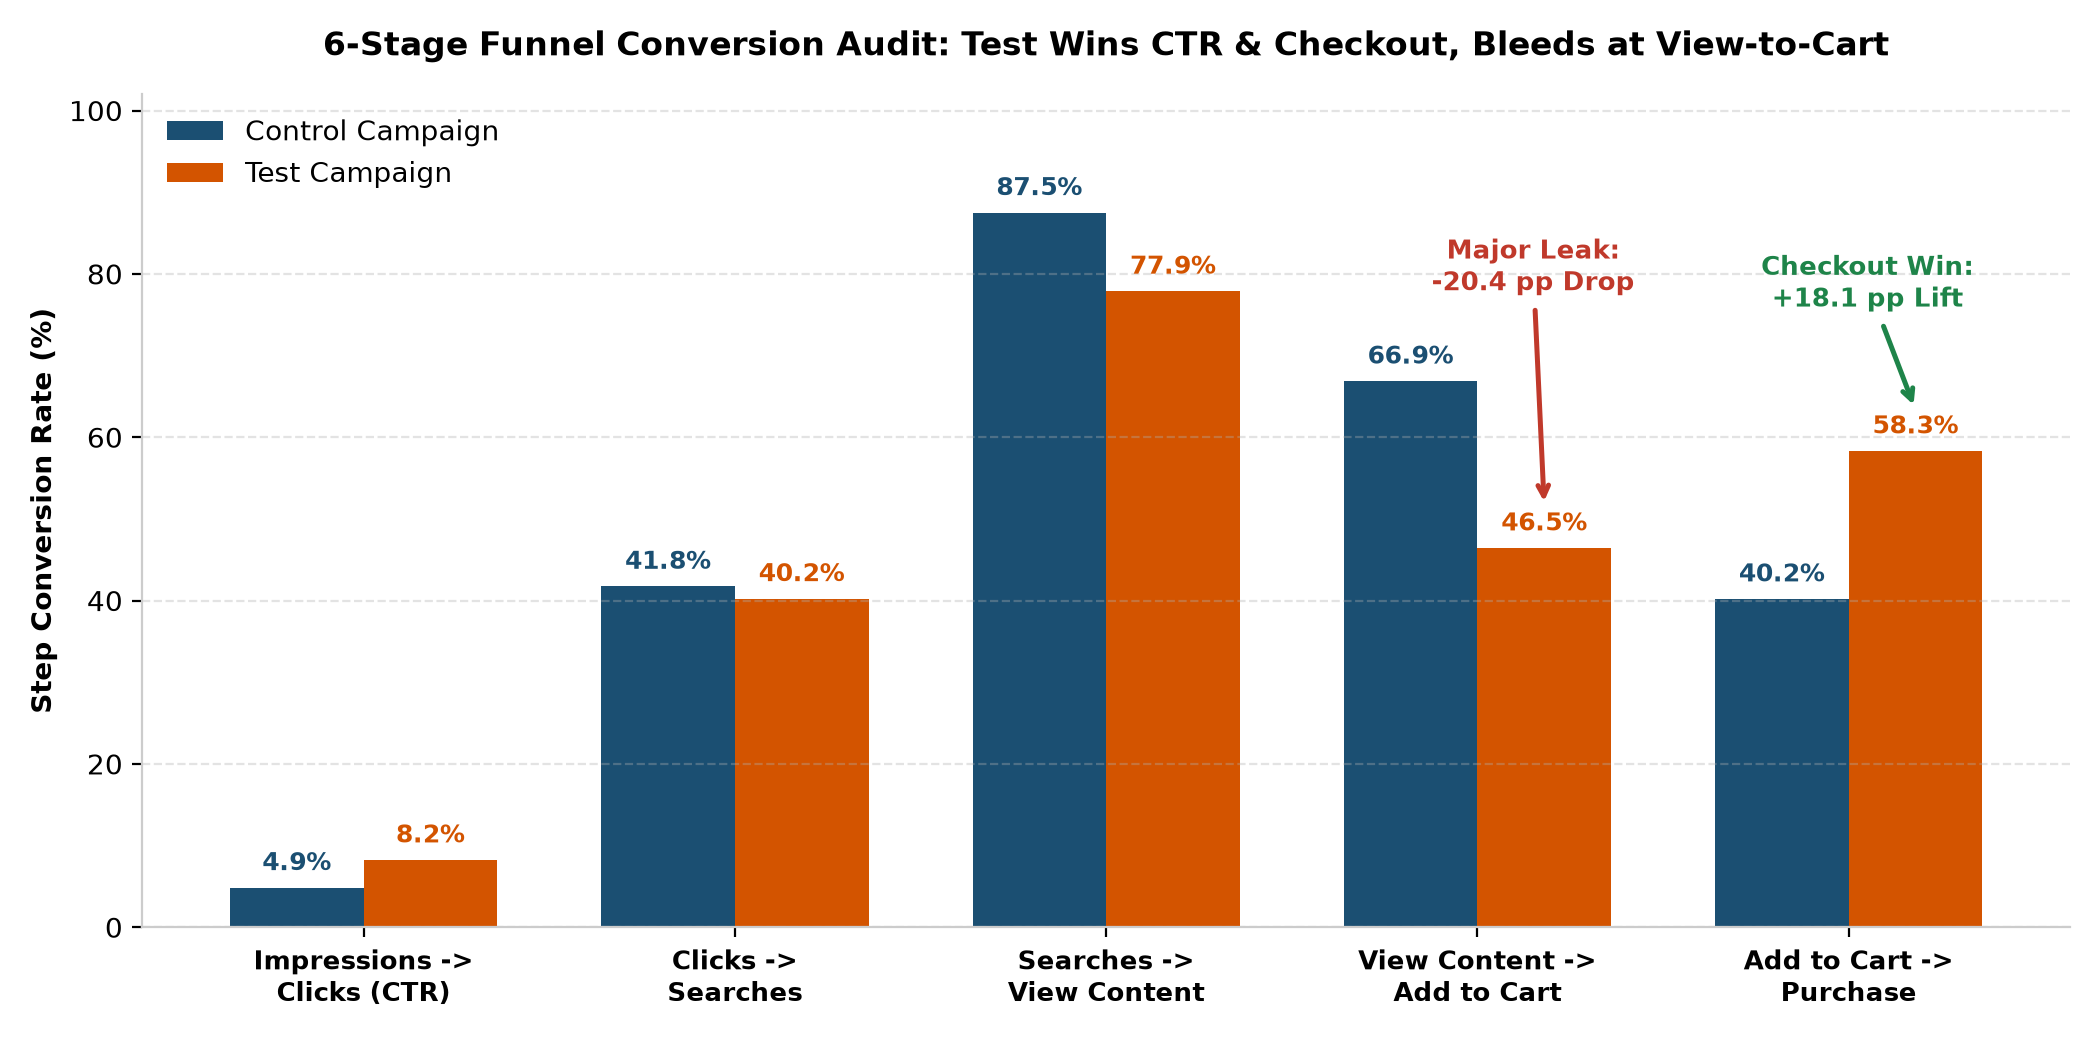 6-Stage Funnel Conversion Audit: Test Wins CTR & Checkout, Bleeds at View-to-Cart
Control Campaign
Test Campaign
Step Conversion Rate (%)
100
80
60
40
20
0
4.9%
8.2%
41.8%
40.2%
87.5%
77.9%
66.9%
46.5%
Major Leak:
-20.4 pp Drop
40.2%
58.3%
Checkout Win:
+18.1 pp Lift
Impressions ->
Clicks (CTR)
Clicks ->
Searches
Searches ->
View Content
View Content ->
Add to Cart
Add to Cart ->
Purchase